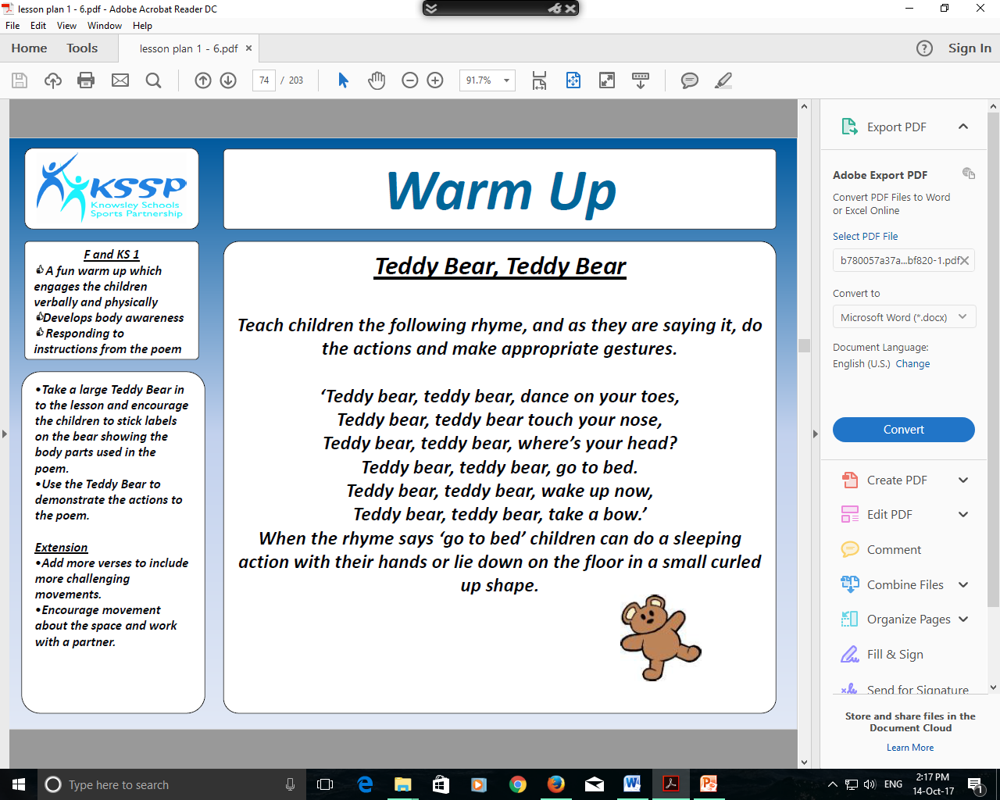 lesson plan 1 - 6.pdf - Adobe Acrobat Reader DC
File Edit View Window Help
Home Tools lesson plan 1 - 6.pdf × Sign In
74 / 203 91.7%
KSSP
Knowsley Schools
Sports Partnership
Warm Up
F and KS 1
A fun warm up which
engages the children
verbally and physically
Develops body awareness
Responding to
instructions from the poem
•Take a large Teddy Bear in
to the lesson and encourage
the children to stick labels
on the bear showing the
body parts used in the
poem.
•Use the Teddy Bear to
demonstrate the actions to
the poem.
Extension
•Add more verses to include
more challenging
movements.
•Encourage movement
about the space and work
with a partner.
Teddy Bear, Teddy Bear
Teach children the following rhyme, and as they are saying it, do
the actions and make appropriate gestures.
‘Teddy bear, teddy bear, dance on your toes,
Teddy bear, teddy bear touch your nose,
Teddy bear, teddy bear, where’s your head?
Teddy bear, teddy bear, go to bed.
Teddy bear, teddy bear, wake up now,
Teddy bear, teddy bear, take a bow.’
When the rhyme says ‘go to bed’ children can do a sleeping
action with their hands or lie down on the floor in a small curled
up shape.
Export PDF
Adobe Export PDF
Convert PDF Files to Word
or Excel Online
Select PDF File
b780057a37a...bf820-1.pdf
Convert to
Microsoft Word (*.docx)
Document Language:
English (U.S.) Change
Convert
Create PDF
Edit PDF
Comment
Combine Files
Organize Pages
Fill & Sign
Send for Signature
Store and share files in the
Document Cloud
Learn More
Type here to search
ENG
2:17 PM
14-Oct-17
1